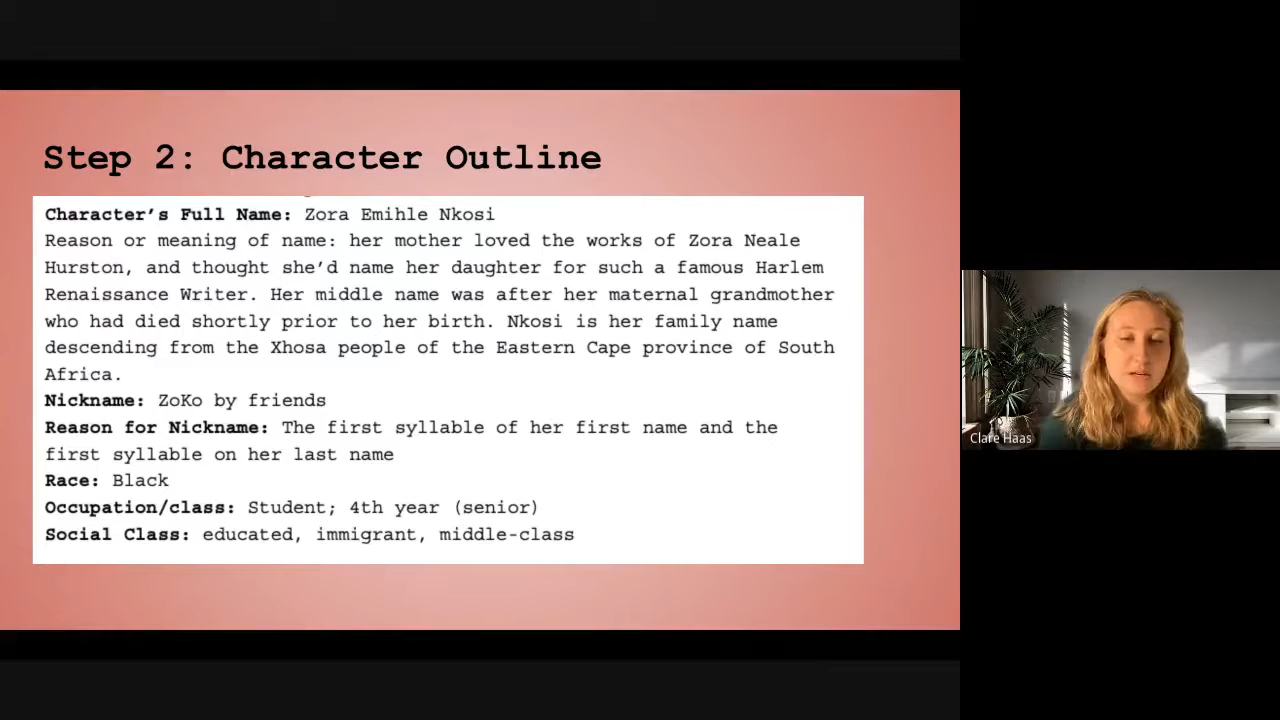 Step 2: Character Outline
Character's Full Name: Zora Emihle Nkosi
Reason or meaning of name: her mother loved the works of Zora Neale
Hurston, and thought she'd name her daughter for such a famous Harlem
Renaissance Writer. Her middle name was after her maternal grandmother
who had died shortly prior to her birth. Nkosi is her family name
descending from the Xhosa people of the Eastern Cape province of South
Africa.
Nickname: ZoKo by friends
Reason for Nickname: The first syllable of her first name and the
first syllable on her last name
Race: Black
Occupation/class: Student; 4th year (senior)
Social Class: educated, immigrant, middle-class
Clare Haas